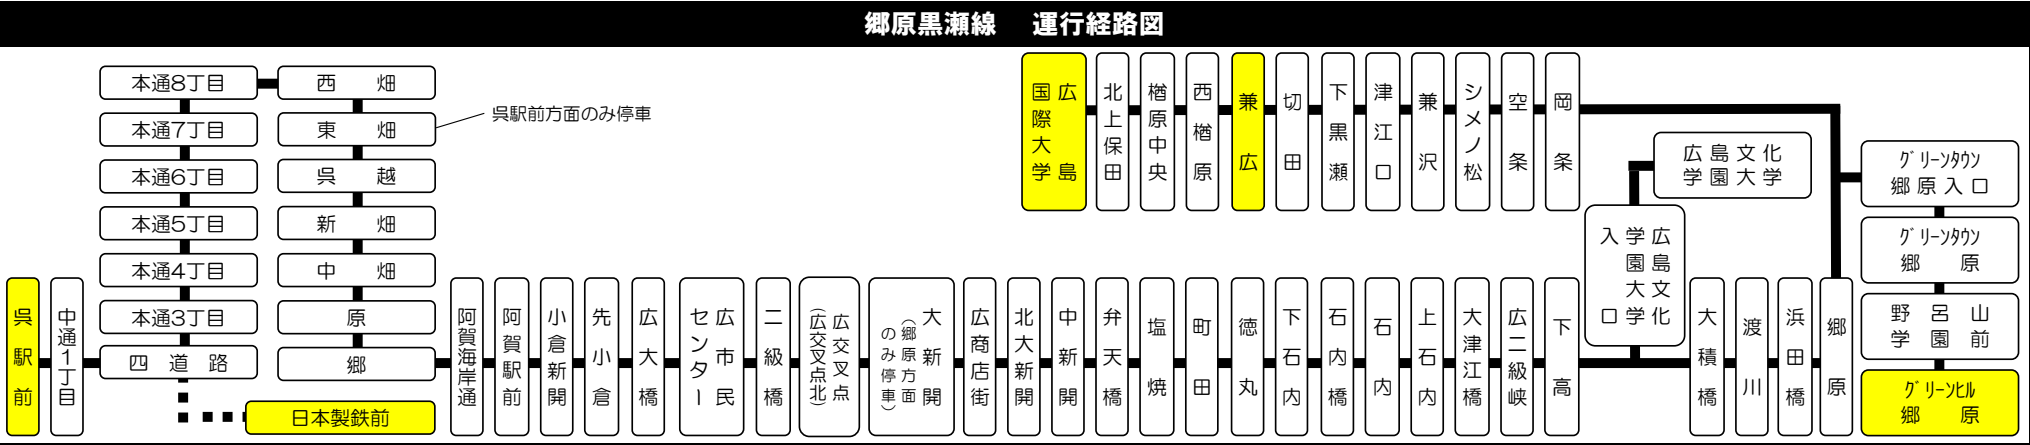 郷原黒瀬線 運行経路図
呉駅前
中通1丁目
四道路
本通3丁目
本通4丁目
本通5丁目
本通6丁目
本通7丁目
本通8丁目
西畑
東畑
呉駅前方面のみ停車
呉越
新畑
中畑
原
郷
日本製鉄前
阿賀海岸通
阿賀駅前
小倉新開
先小倉
広大橋
広市民
センター
二級橋
広交叉点
(広交叉点北)
大新開
(郷原方面
のみ停車)
広商店街
北大新開
中新開
弁天橋
塩焼
町田
徳丸
下石内
石内橋
石内
上石内
大津江橋
広二級峡
下高
広島文化
学園大学
入口
広島文化
学園大学
大積橋
渡川
浜田橋
郷原
グリーンタウン
郷原入口
グリーンタウン
郷原
野呂山
学園前
グリーンヒル
郷原
岡条
空条
シメノ松
兼沢
津江口
下黒瀬
切田
兼広
西楢原
楢原中央
北上保田
広島
国際大学